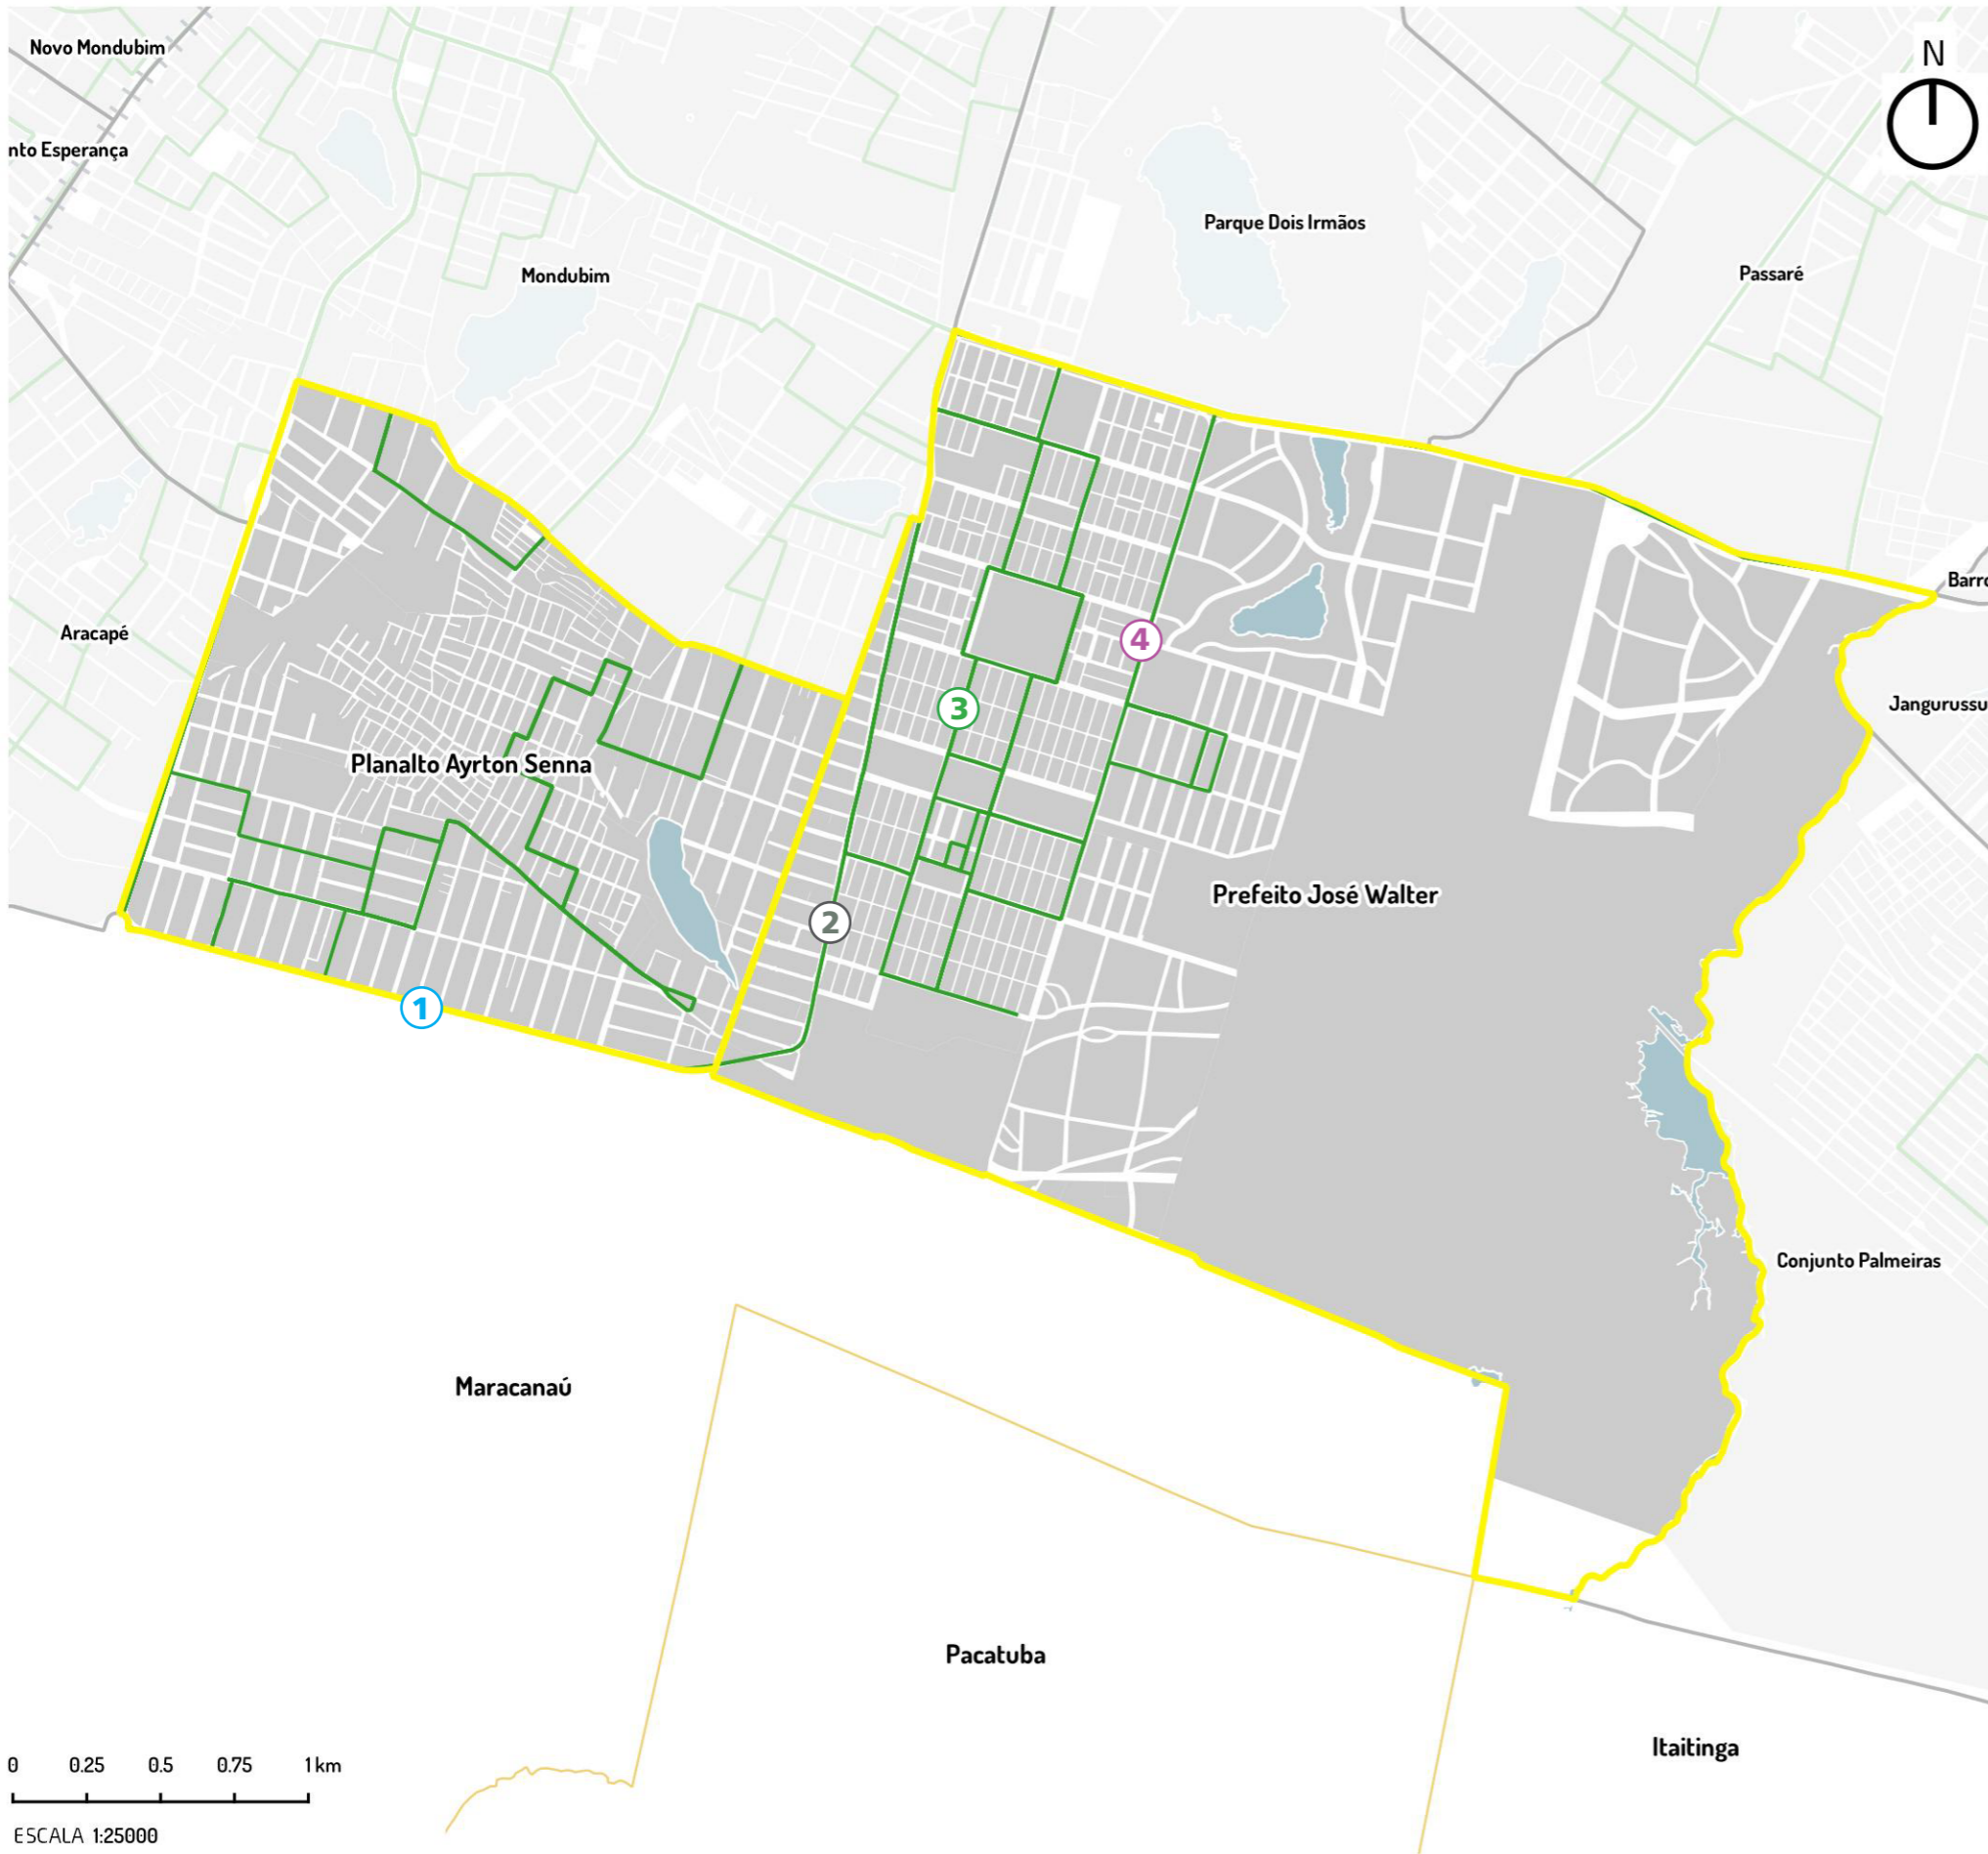 N
Novo Mondubim
nto Esperança
Parque Dois Irmãos
Mondubim
Passaré
Barro
Aracapé
4
Jangurussu
3
Planalto Ayrton Senna
Prefeito José Walter
2
1
Conjunto Palmeiras
Maracanaú
Pacatuba
Itaitinga
0 0.25 0.5 0.75 1 km
ESCALA 1:25000